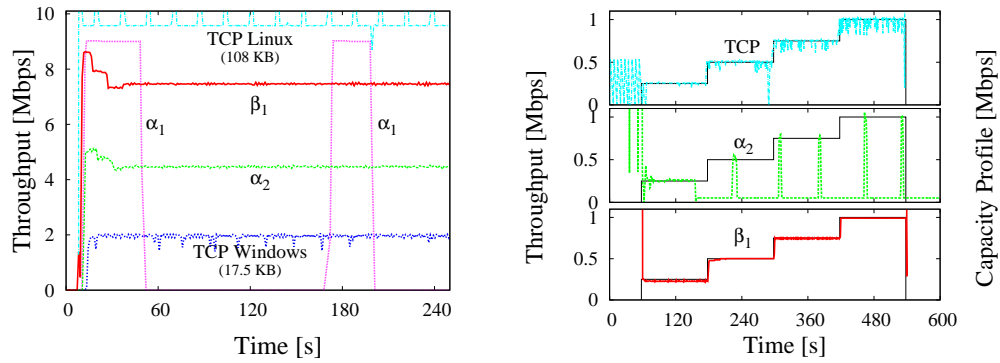 10
8
6
4
2
0
0
60
120
180
240
Throughput [Mbps]
Time [s]
TCP Linux
(108 KB)
α1
β1
α1
α2
TCP Windows
(17.5 KB)
1
0.5
0
TCP
1
0.5
0
α2
1
0.5
0
β1
0
120
240
360
480
600
Throughput [Mbps]
Time [s]
Capacity Profile [Mbps]